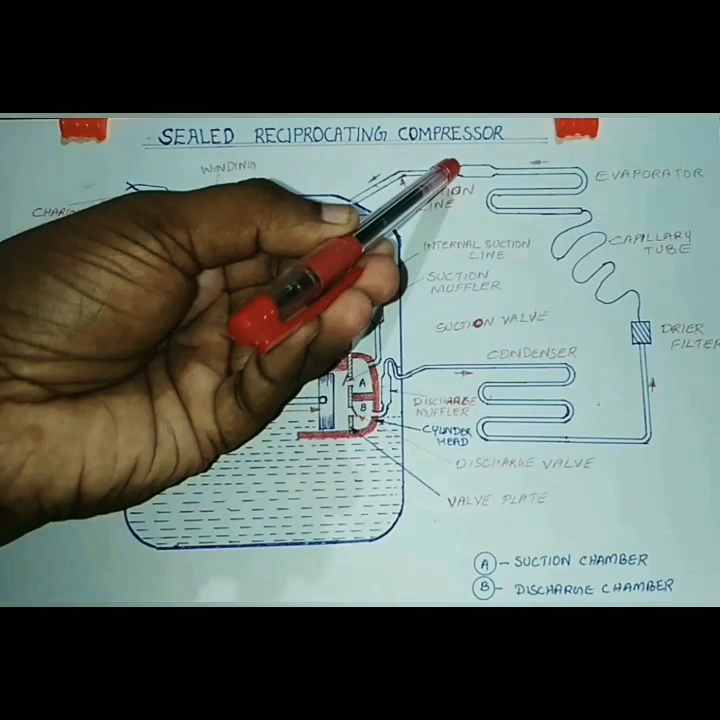 SEALED RECIPROCATING COMPRESSOR
WINDING
EVAPORATOR
LINE
CAPILLARY
TUBE
INTERNAL SUCTION
LINE
SUCTION
MUFFLER
SUCTION VALVE
DRIER
FILTER
CONDENSER
A
B
DISCHARGE
MUFFLER
CYLINDER
HEAD
DISCHARGE VALVE
VALVE PLATE
A - SUCTION CHAMBER
B - DISCHARGE CHAMBER